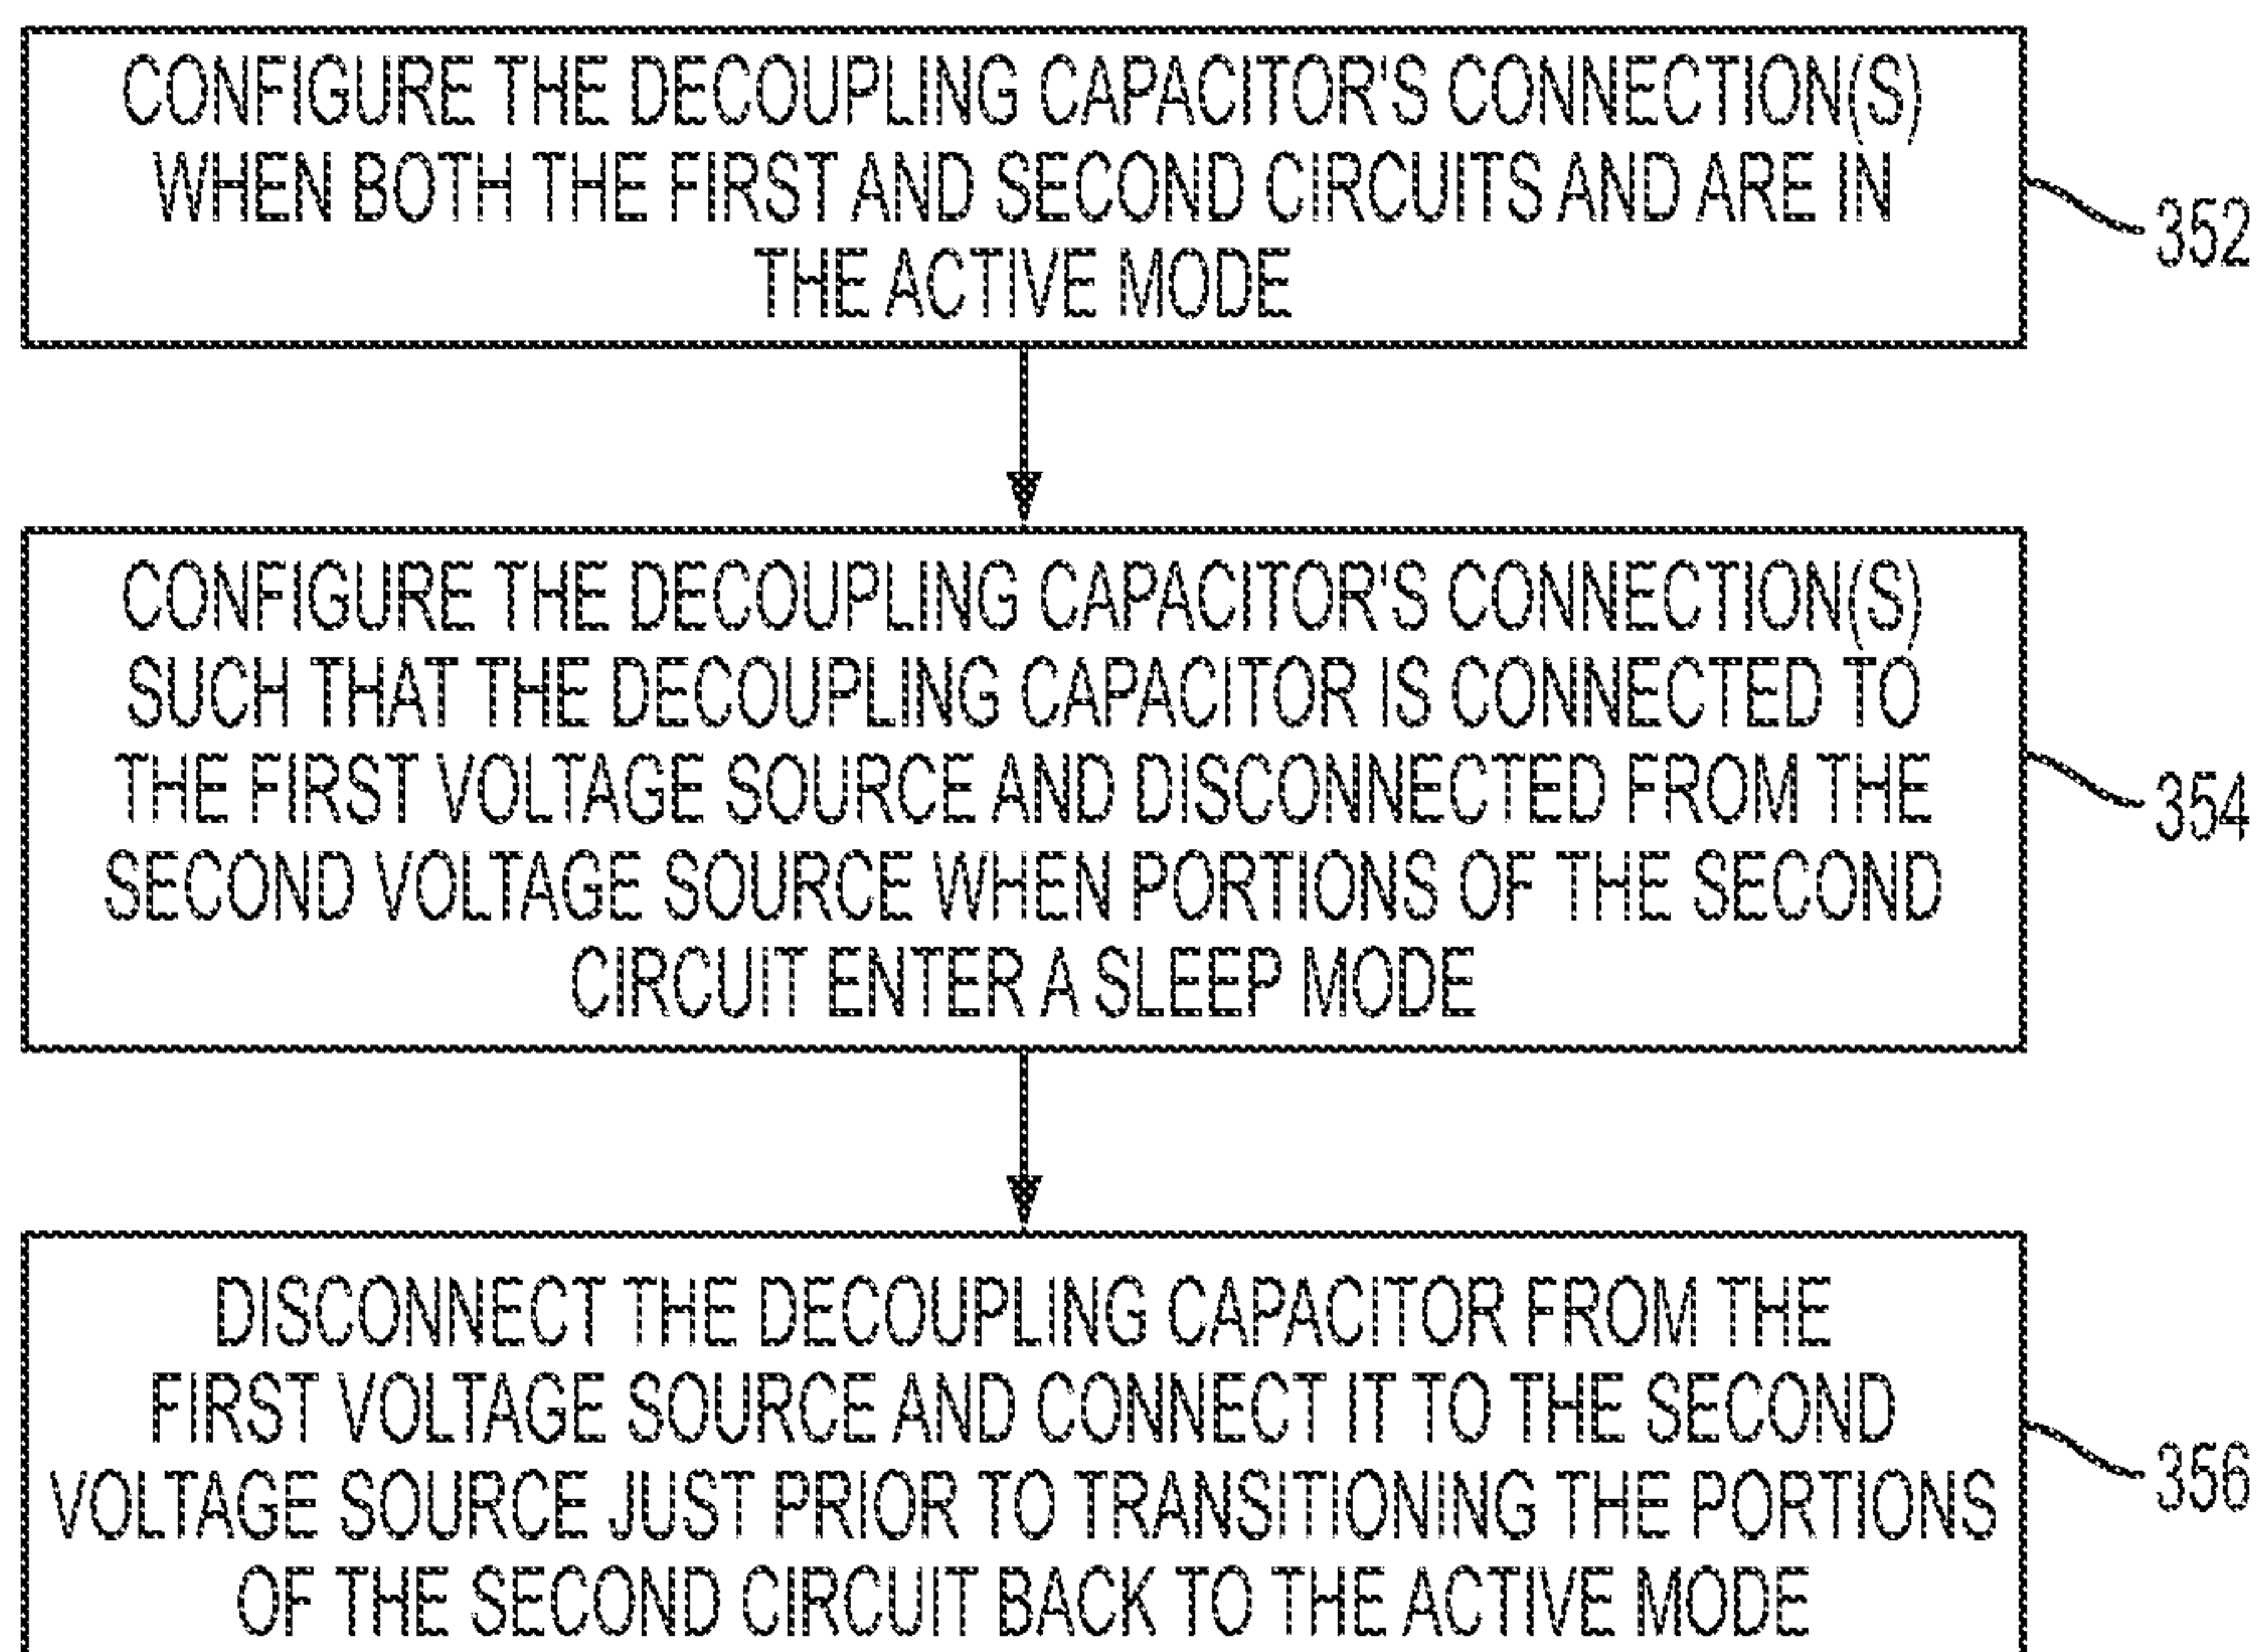 CONFIGURE THE DECOUPLING CAPACITOR'S CONNECTION(S)
WHEN BOTH THE FIRST AND SECOND CIRCUITS AND ARE IN
THE ACTIVE MODE
352
CONFIGURE THE DECOUPLING CAPACITOR'S CONNECTION(S)
SUCH THAT THE DECOUPLING CAPACITOR IS CONNECTED TO
THE FIRST VOLTAGE SOURCE AND DISCONNECTED FROM THE
SECOND VOLTAGE SOURCE WHEN PORTIONS OF THE SECOND
CIRCUIT ENTER A SLEEP MODE
354
DISCONNECT THE DECOUPLING CAPACITOR FROM THE
FIRST VOLTAGE SOURCE AND CONNECT IT TO THE SECOND
VOLTAGE SOURCE JUST PRIOR TO TRANSITIONING THE PORTIONS
OF THE SECOND CIRCUIT BACK TO THE ACTIVE MODE
356